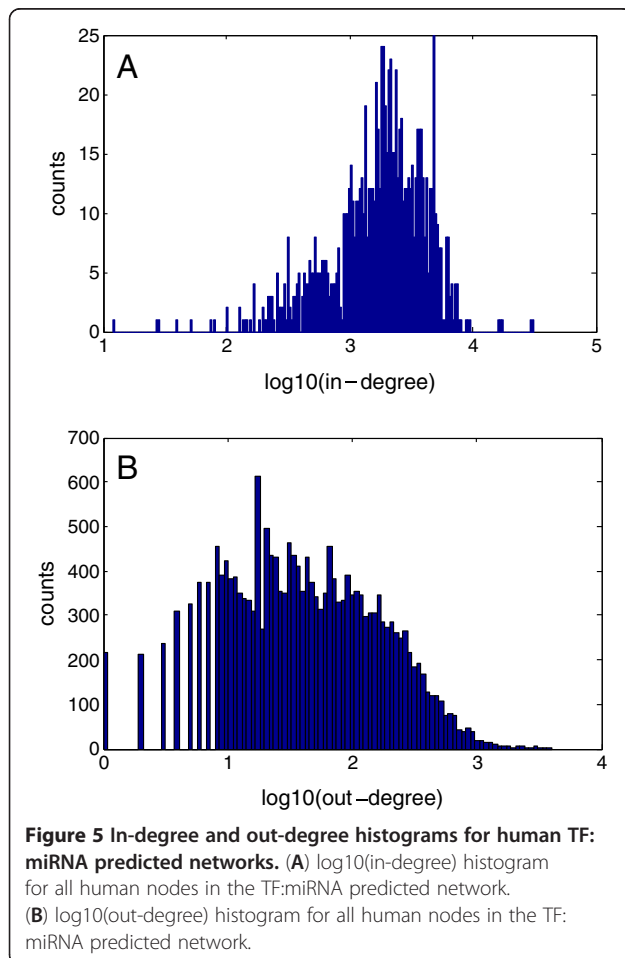 A
25
20
15
10
5
0
counts
1 2 3 4 5
log10(in−degree)
B
700
600
500
400
300
200
100
0
counts
0 1 2 3 4
log10(out−degree)
Figure 5 In-degree and out-degree histograms for human TF:
miRNA predicted networks. (A) log10(in-degree) histogram
for all human nodes in the TF:miRNA predicted network.
(B) log10(out-degree) histogram for all human nodes in the TF:
miRNA predicted network.